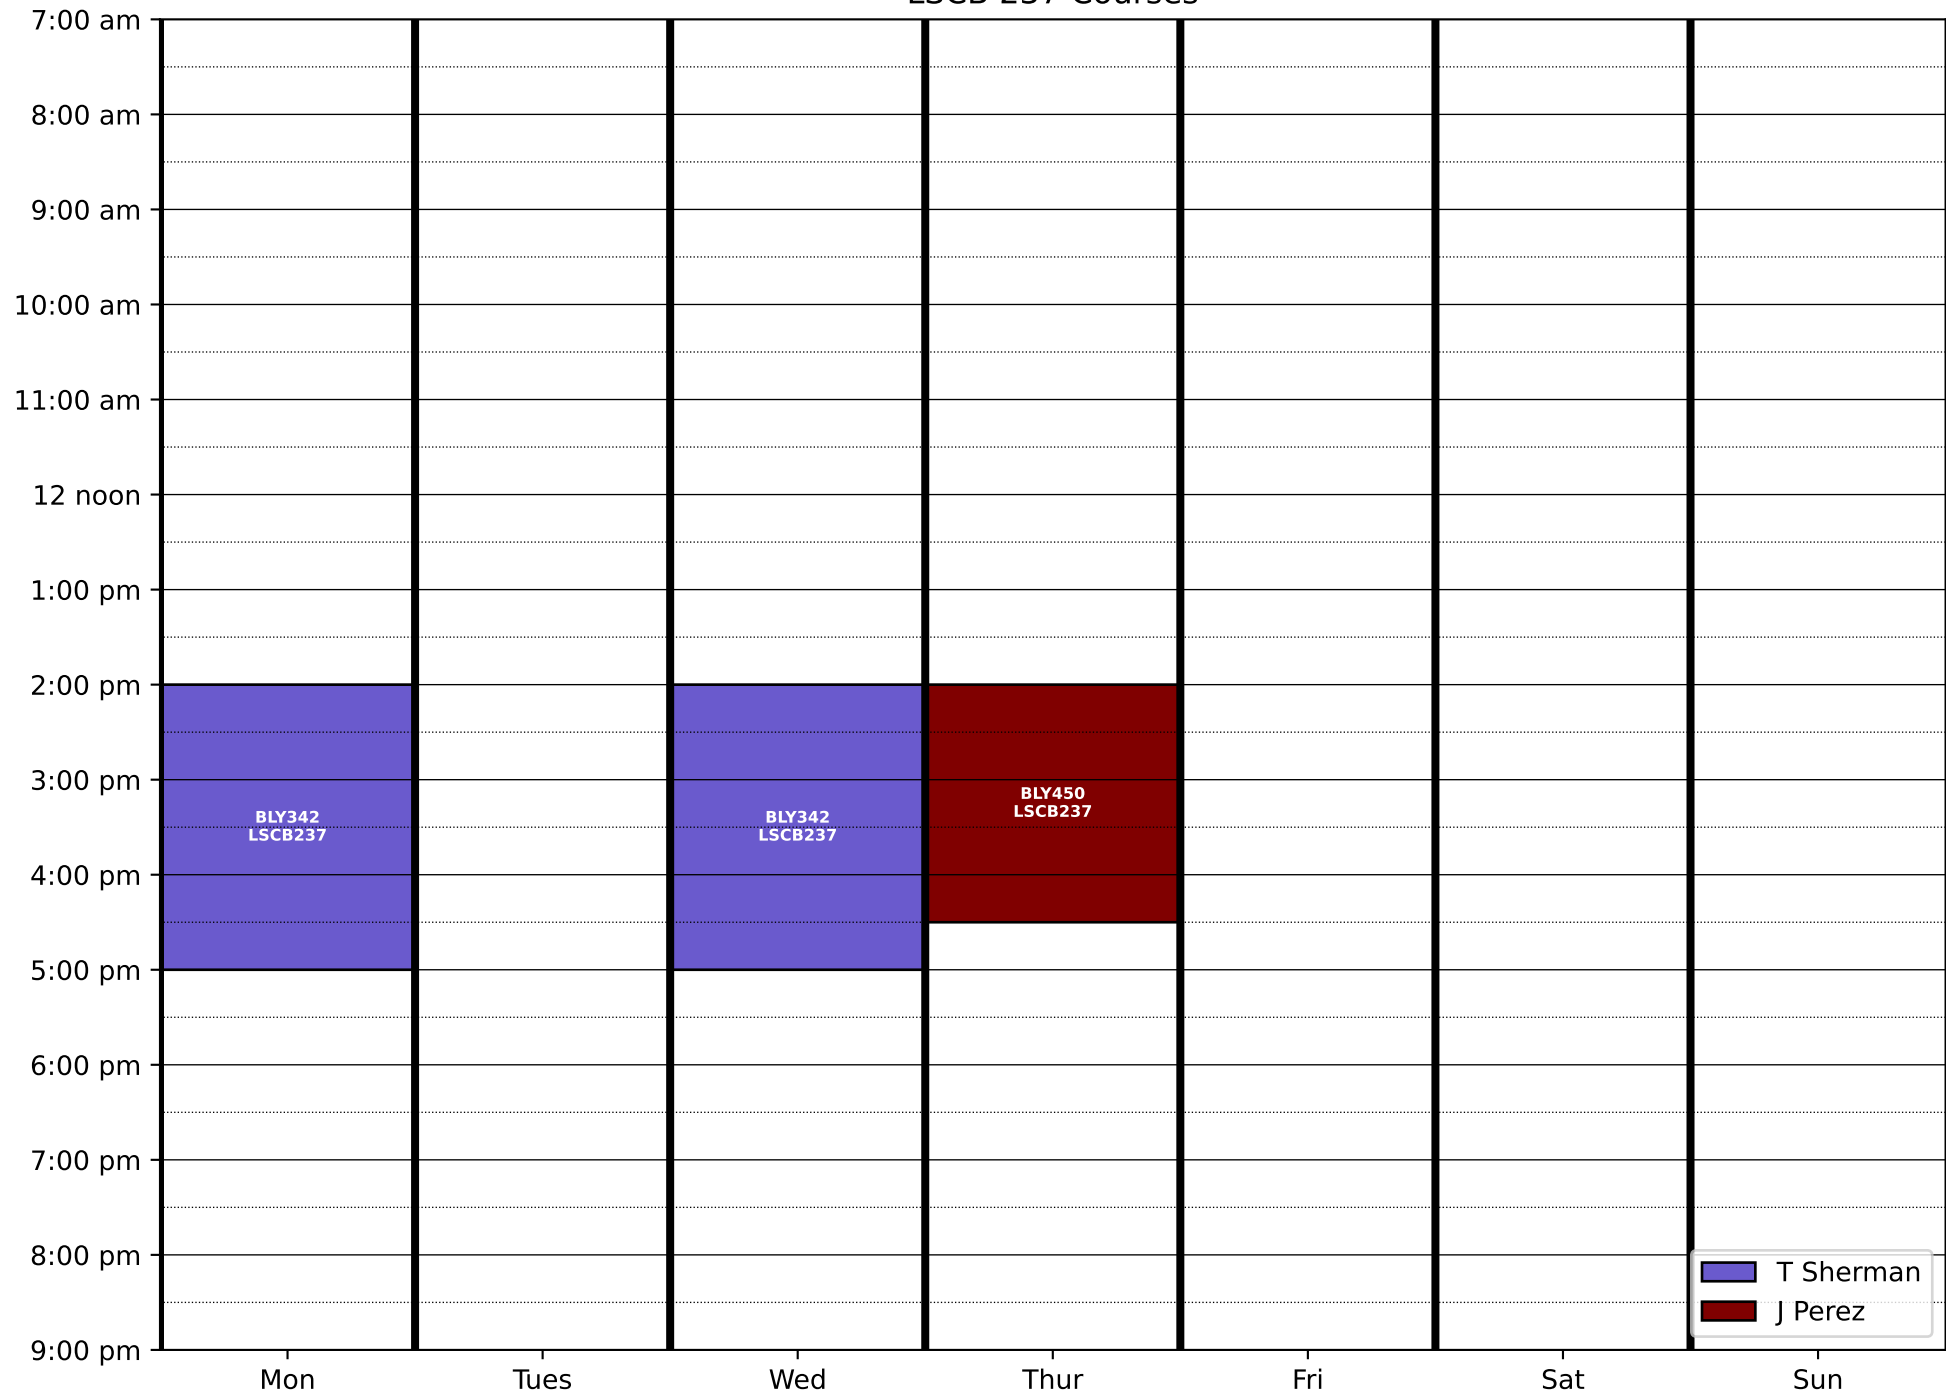 LSCB 237 Courses
7:00 am
8:00 am
9:00 am
10:00 am
11:00 am
12 noon
1:00 pm
2:00 pm
3:00 pm
4:00 pm
5:00 pm
6:00 pm
7:00 pm
8:00 pm
9:00 pm
BLY342
LSCB237
BLY342
LSCB237
BLY450
LSCB237
T Sherman
J Perez
Mon Tues Wed Thur Fri Sat Sun